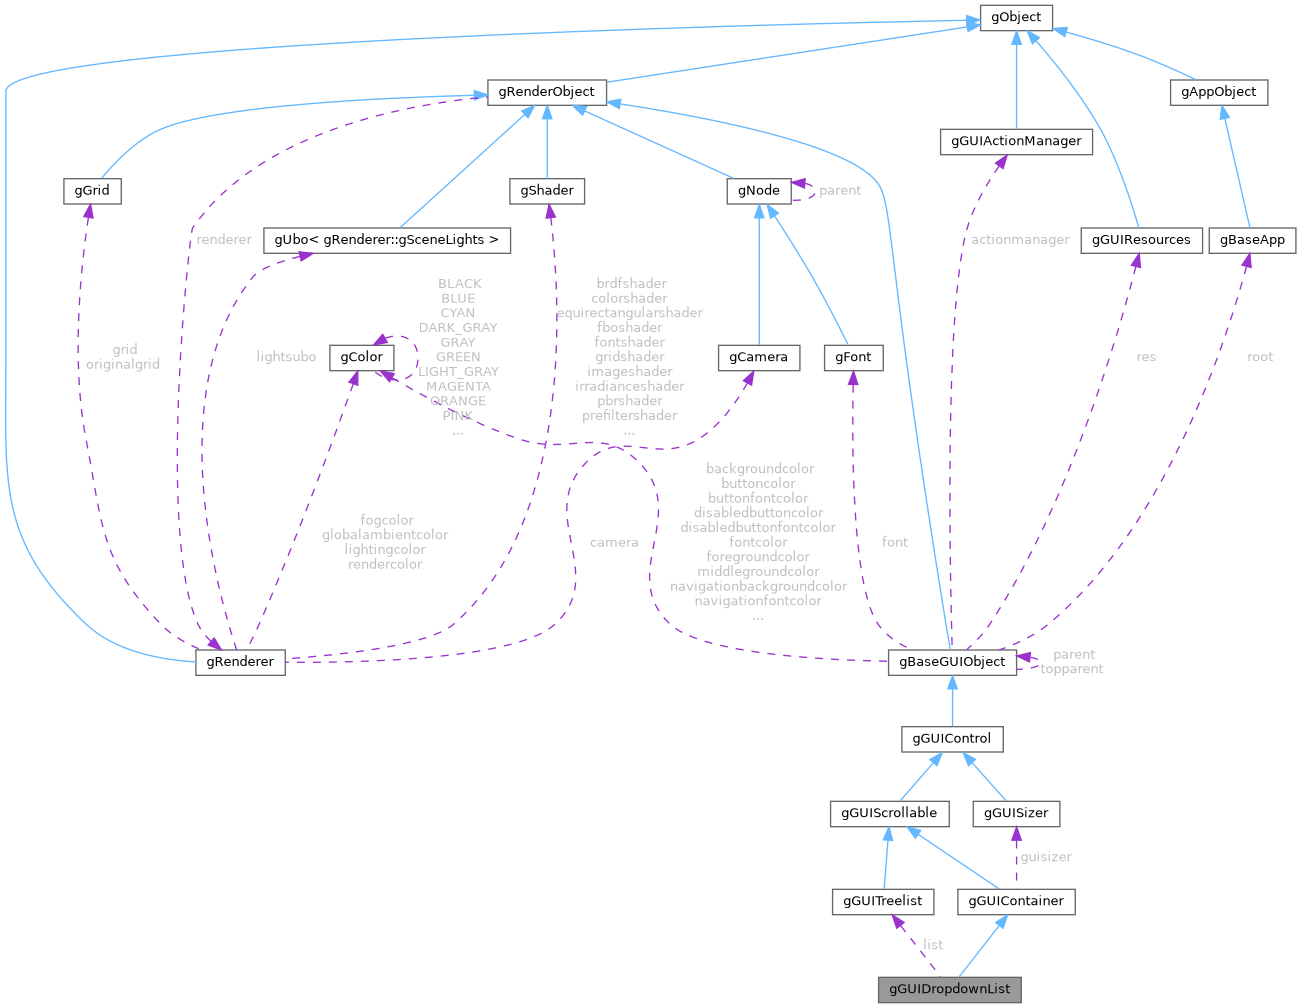 gObject
gRenderObject
gAppObject
gGUIActionManager
gGrid
gShader
gNode
parent
renderer
gUbo< gRenderer::gSceneLights >
actionmanager
gGUIResources
gBaseApp
BLACK
BLUE
CYAN
DARK_GRAY
GRAY
GREEN
LIGHT_GRAY
MAGENTA
ORANGE
PINK
...
brdfshader
colorshader
equirectangularshader
fboshader
fontshader
gridshader
imageshader
irradianceshader
pbrshader
prefiltershader
...
grid
originalgrid
lightsubo
gColor
gCamera
gFont
res
root
fogcolor
globalambientcolor
lightingcolor
rendercolor
camera
backgroundcolor
buttoncolor
buttonfontcolor
disabledbuttoncolor
disabledbuttonfontcolor
fontcolor
foregroundcolor
middlegroundcolor
navigationbackgroundcolor
navigationfontcolor
...
font
gRenderer
gBaseGUIObject
parent
topparent
gGUIControl
gGUIScrollable
gGUISizer
guisizer
gGUITreelist
gGUIContainer
list
gGUIDropdownList